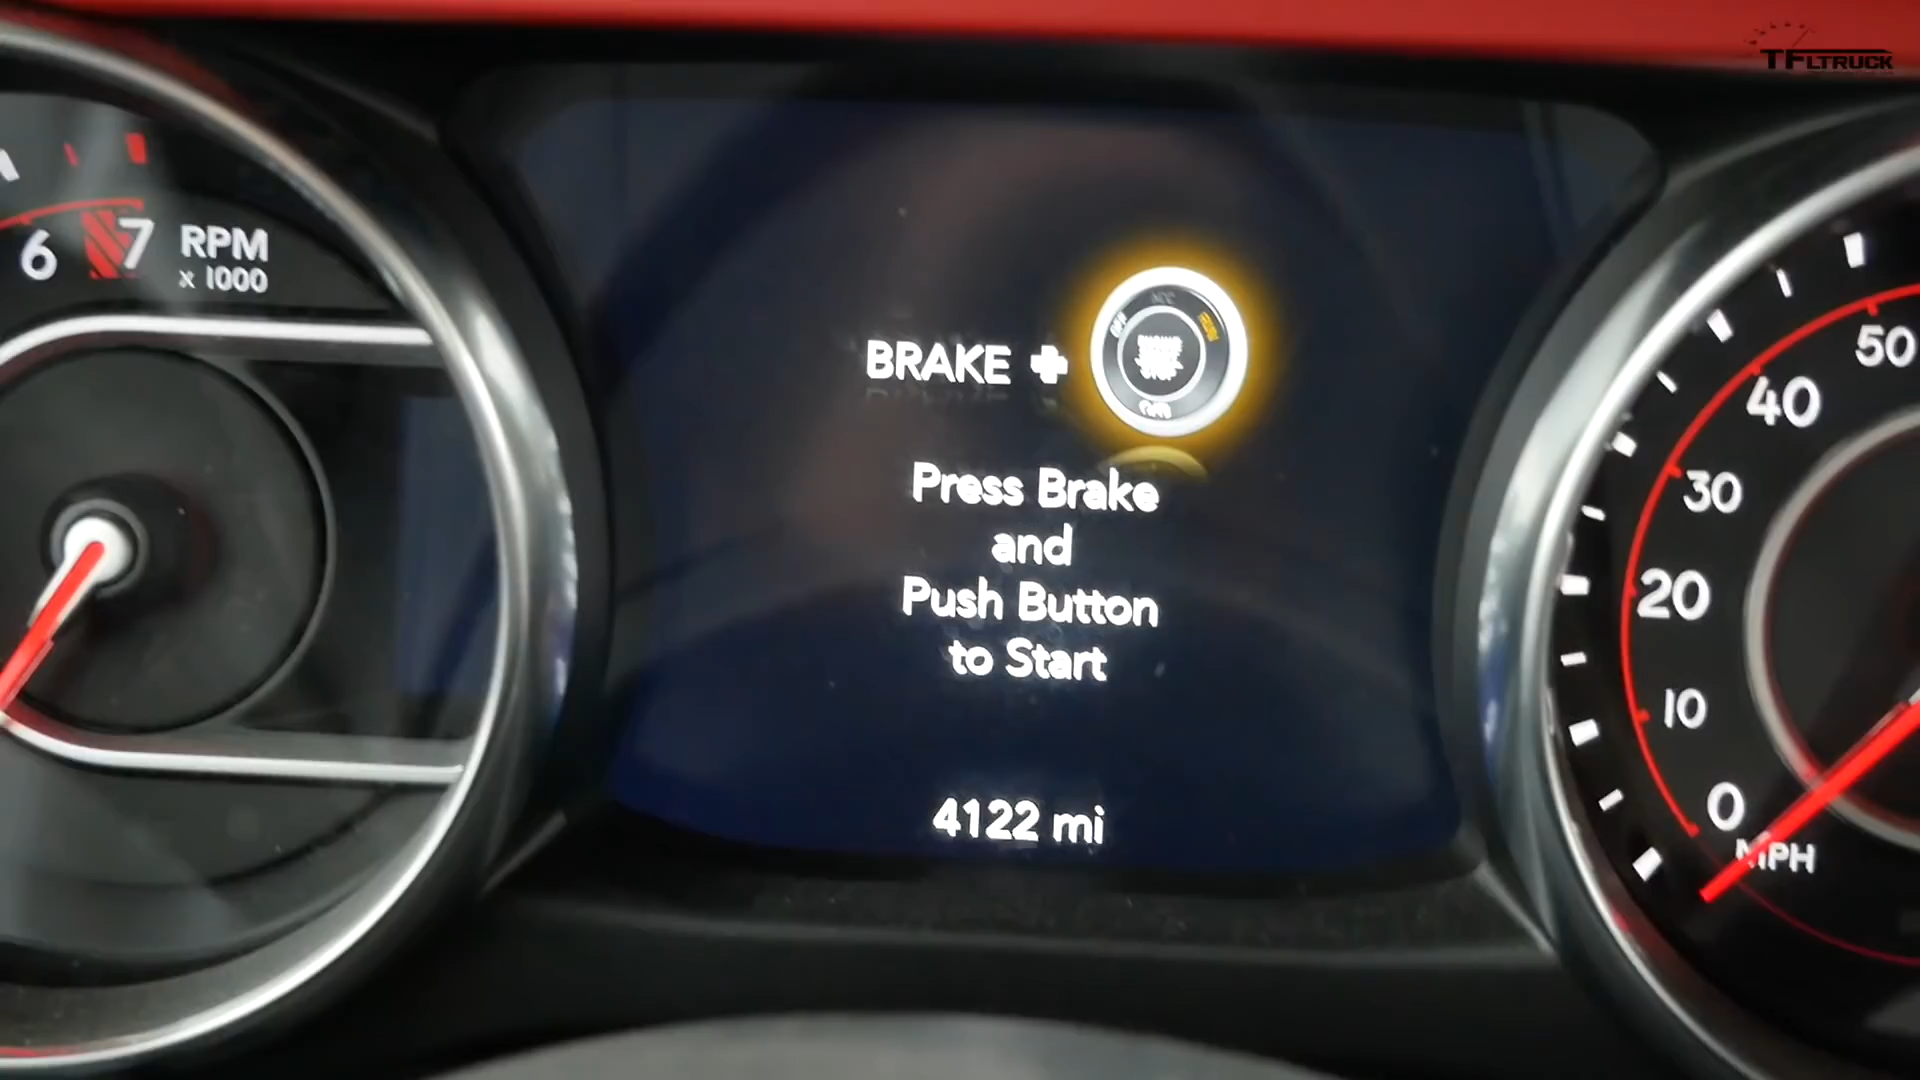 TFLTRUCK
6 7 RPM
x 1000
BRAKE +
Press Brake
and
Push Button
to Start
4122 mi
50
40
30
20
10
0
MPH